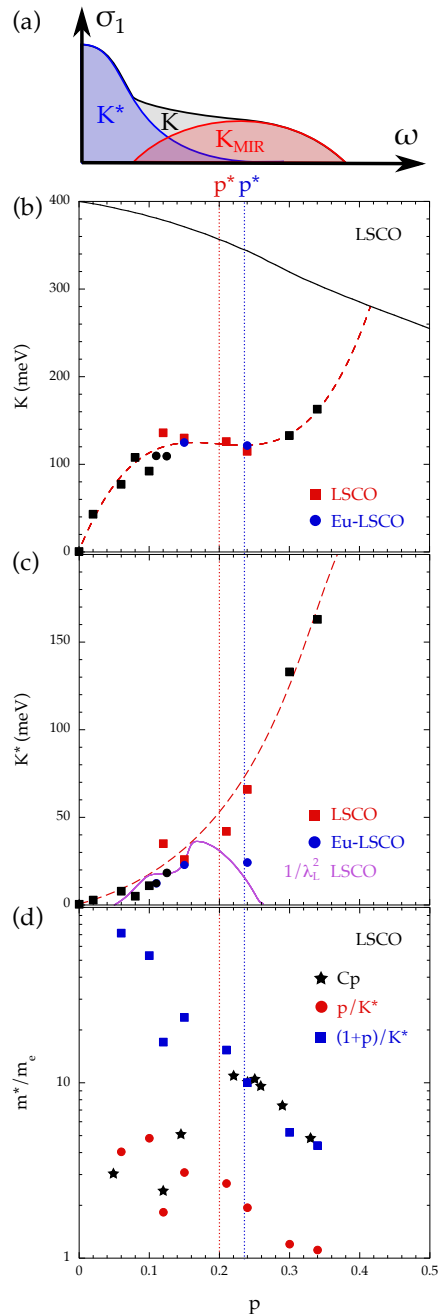 (a)
σ₁
K*
K
K_MIR
ω
p* p*
(b)
400
LSCO
300
K (meV)
200
100
LSCO
Eu-LSCO
0
(c)
150
K* (meV)
100
50
LSCO
Eu-LSCO
1/λ_L² LSCO
0
(d)
LSCO
Cp
p/K*
(1+p)/K*
m*/mₑ
10
1
0 0.1 0.2 0.3 0.4 0.5
p